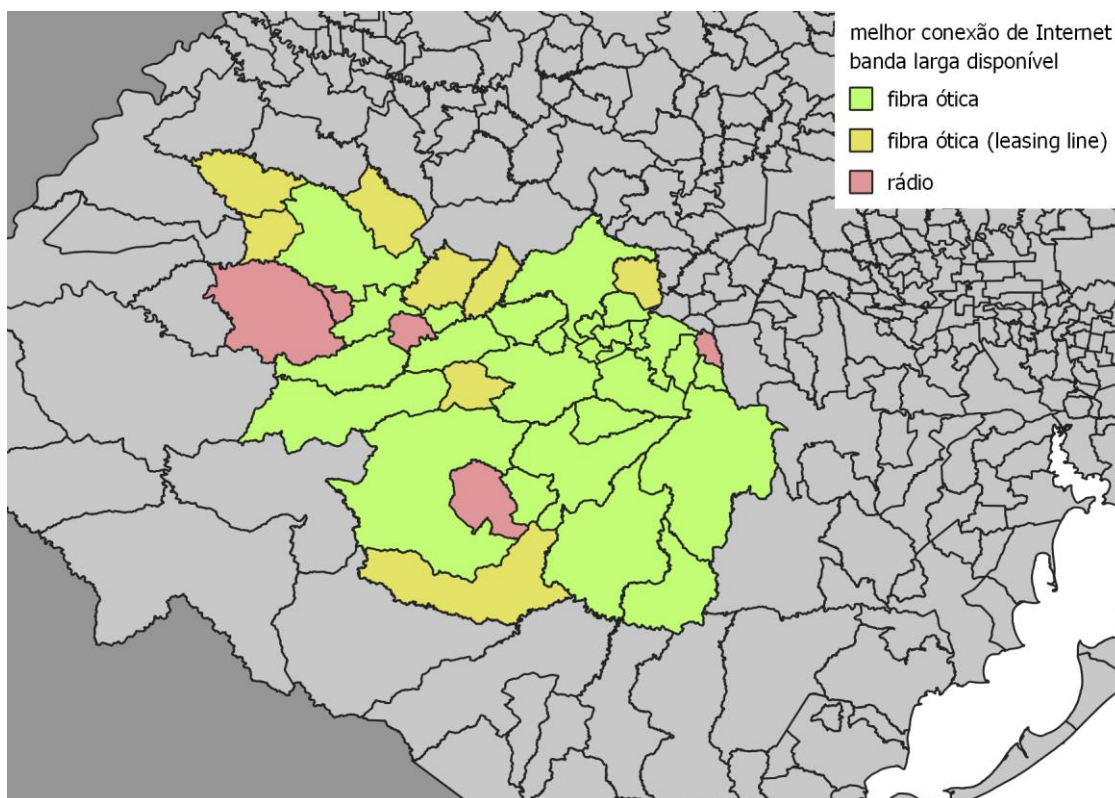 melhor conexão de Internet
banda larga disponível
fibra ótica
fibra ótica (leasing line)
rádio